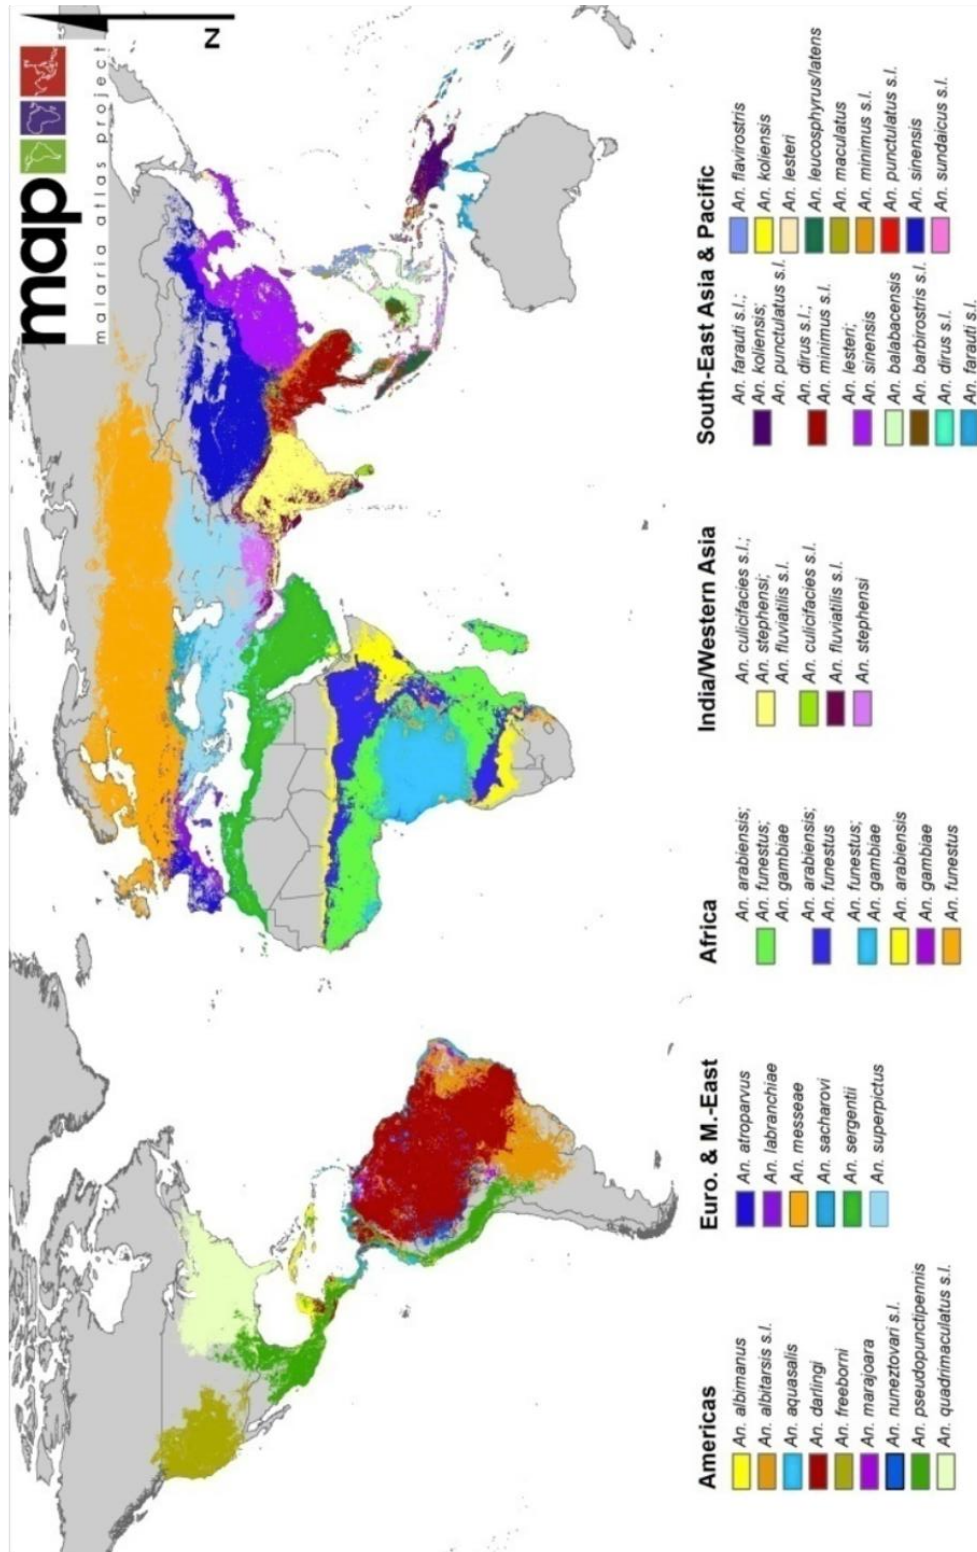 map
malaria atlas project
N
Americas
An. albimanus
An. albitarsis s.l.
An. aquasalis
An. darlingi
An. freeborni
An. marajoara
An. nuneztovari s.l.
An. pseudopunctipennis
An. quadrimaculatus s.l.
Euro. & M.-East
An. atroparvus
An. labranchiae
An. messeae
An. sacharovi
An. sergentii
An. superpictus
Africa
An. arabiensis;
An. funestus;
An. gambiae
An. arabiensis;
An. funestus
An. funestus;
An. gambiae
An. arabiensis
An. gambiae
An. funestus
India/Western Asia
An. culicifacies s.l.;
An. stephensi;
An. fluviatilis s.l.
An. culicifacies s.l.
An. fluviatilis s.l.
An. stephensi
South-East Asia & Pacific
An. farauti s.l.;
An. koliensis;
An. punctulatus s.l.
An. dirus s.l.;
An. minimus s.l.
An. lesteri;
An. sinensis
An. balabacensis
An. barbirostris s.l.
An. dirus s.l.
An. farauti s.l.
An. flavirostris
An. koliensis
An. lesteri
An. leucosphyrus/latens
An. maculatus
An. minimus s.l.
An. punctulatus s.l.
An. sinensis
An. sundaicus s.l.